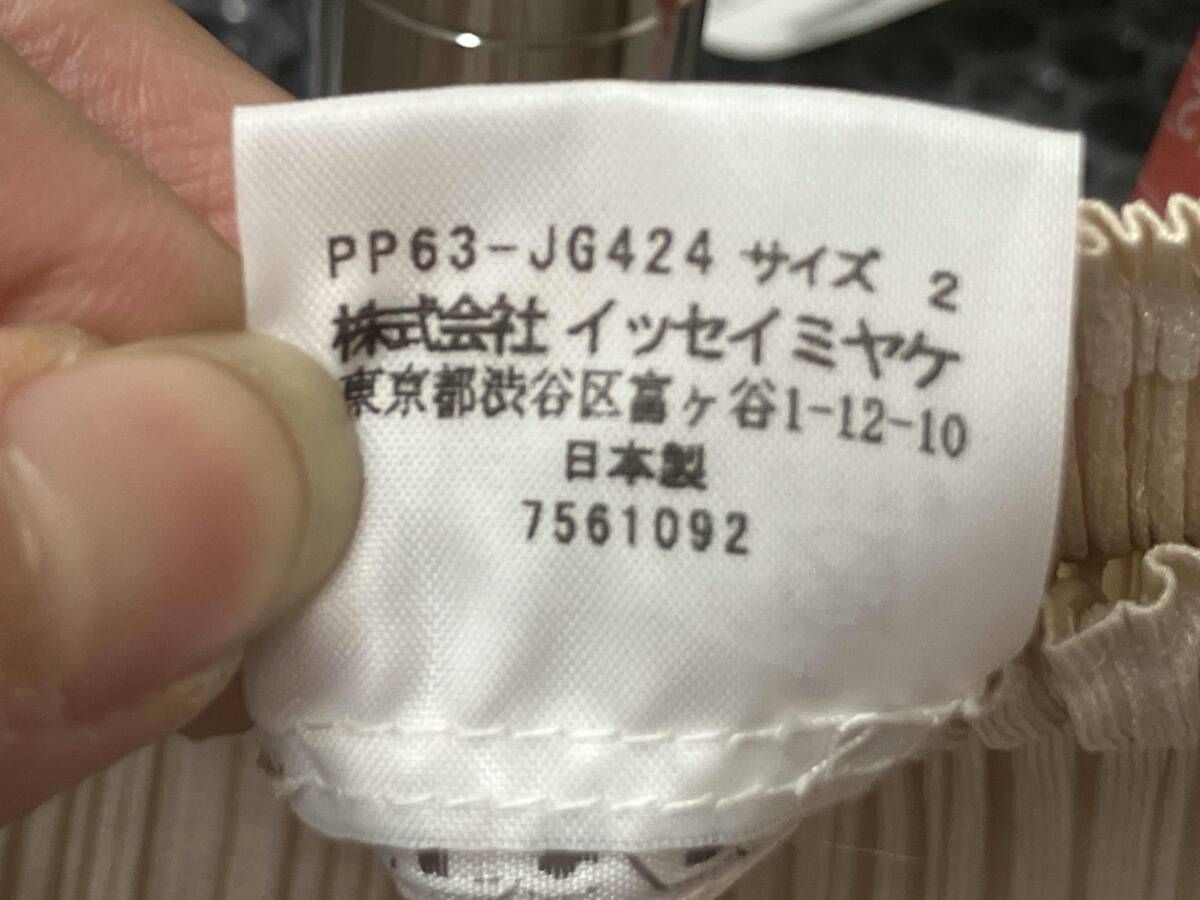 PP63-JG424 サイズ 2
株式会社 イッセイミヤケ
東京都渋谷区富ヶ谷1-12-10
日本製
7561092